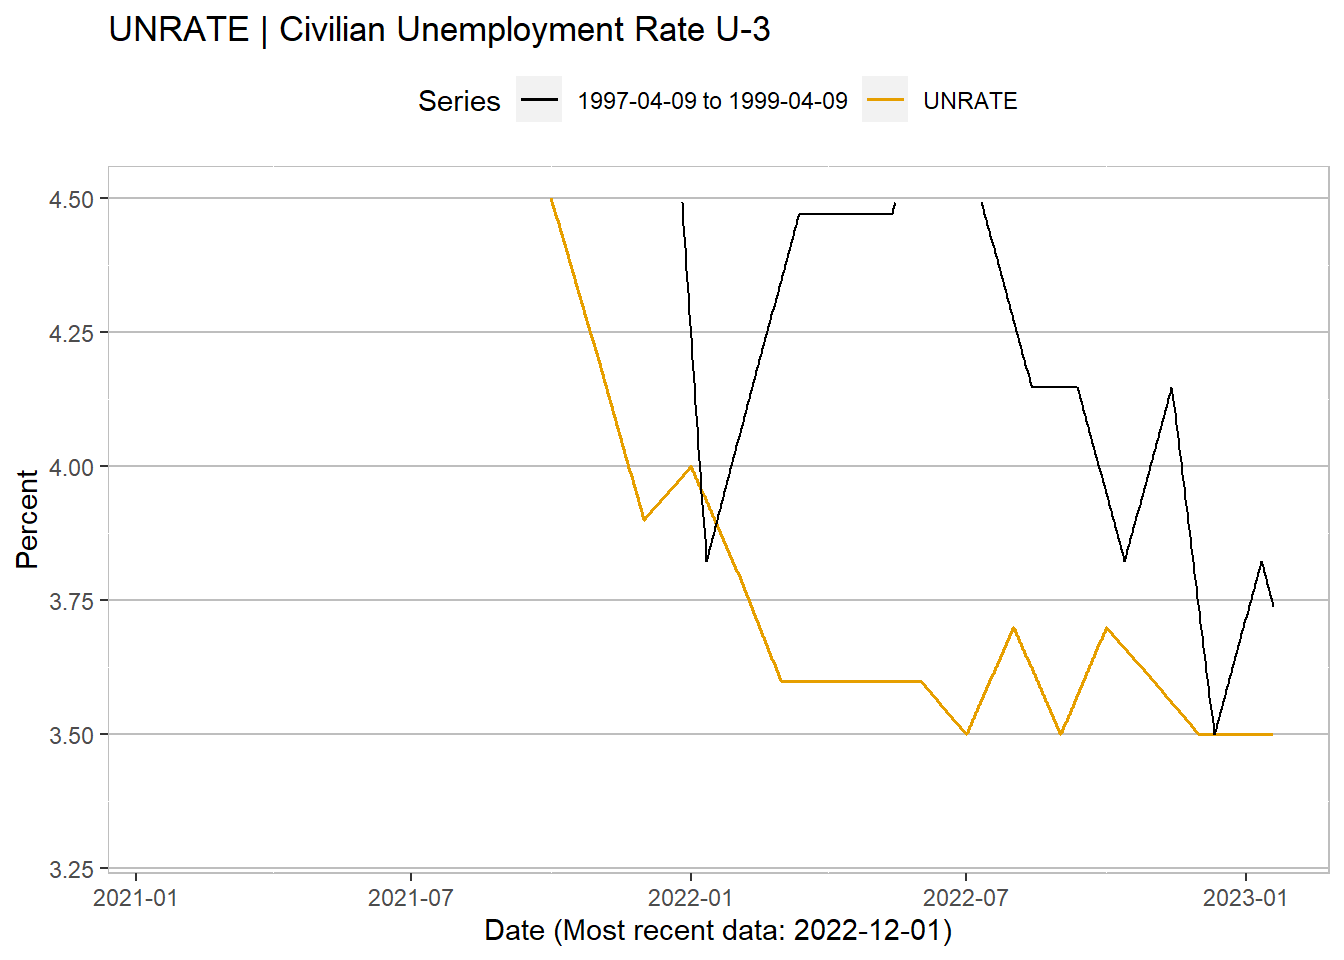 UNRATE | Civilian Unemployment Rate U-3
Series 1997-04-09 to 1999-04-09 UNRATE
4.50
4.25
4.00
3.75
3.50
3.25
Percent
2021-01 2021-07 2022-01 2022-07 2023-01
Date (Most recent data: 2022-12-01)